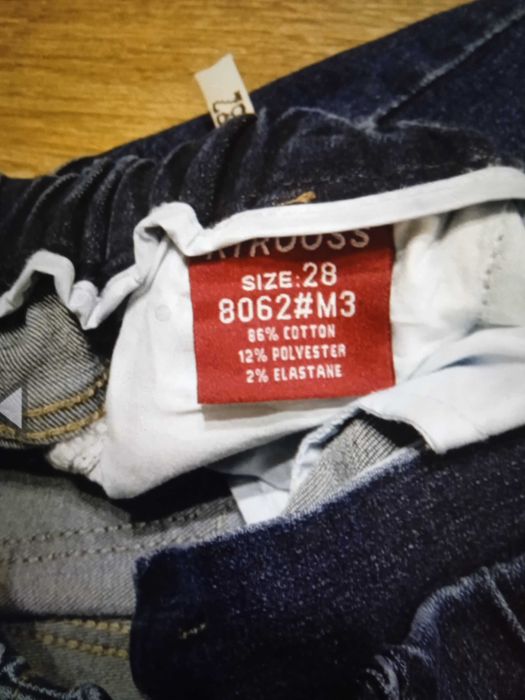 SIZE:28
8062#M3
86% COTTON
12% POLYESTER
2% ELASTANE